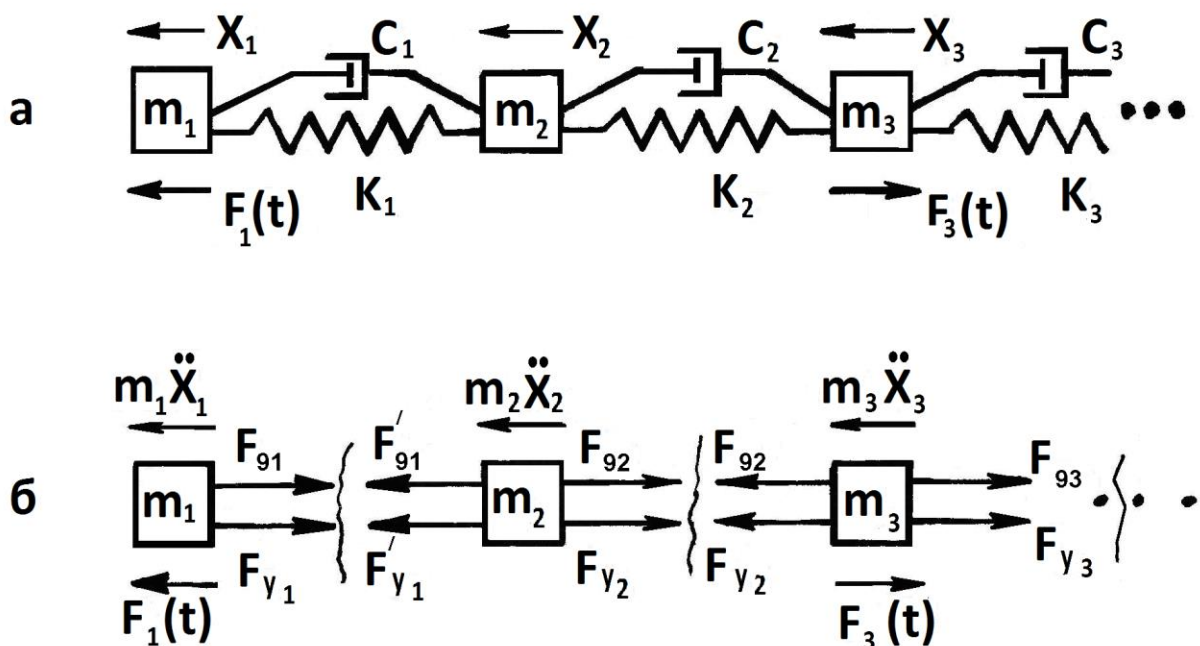 X₁ C₁ X₂ C₂ X₃ C₃
а m₁ m₂ m₃ •••
F₁(t) K₁ K₂ F₃(t) K₃
m₁Ẍ₁ m₂Ẍ₂ m₃Ẍ₃
F₉₁ F′₉₁ F₉₂ F₉₂ F₉₃
б m₁ m₂ m₃ • • •
Fy₁ F′y₁ Fy₂ Fy₂ Fy₃
F₁(t) F₃(t)